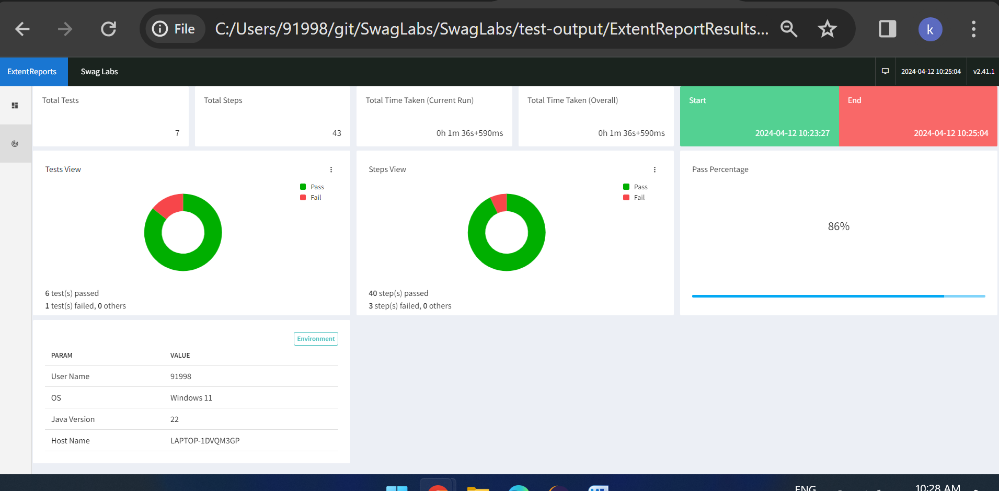 File C:/Users/91998/git/SwagLabs/SwagLabs/test-output/ExtentReportResults... k
ExtentReports Swag Labs 2024-04-12 10:25:04 v2.41.1
Total Tests
7
Total Steps
43
Total Time Taken (Current Run)
0h 1m 36s+590ms
Total Time Taken (Overall)
0h 1m 36s+590ms
Start
2024-04-12 10:23:27
End
2024-04-12 10:25:04
Tests View
Pass
Fail
6 test(s) passed
1 test(s) failed, 0 others
Steps View
Pass
Fail
40 step(s) passed
3 step(s) failed, 0 others
Pass Percentage
86%
Environment
PARAM VALUE
User Name 91998
OS Windows 11
Java Version 22
Host Name LAPTOP-1DVQM3GP
W
ENG
10:28 AM